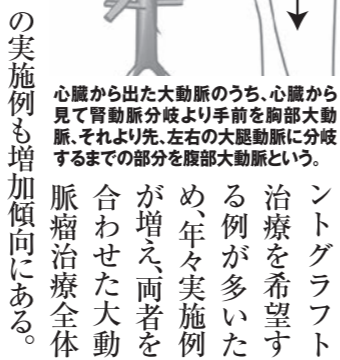 心臓から出た大動脈のうち、心臓から
見て腎動脈分岐より手前を胸部大動
脈、それより先、左右の大腿動脈に分岐
するまでの部分を腹部大動脈という。
ントグラフト
治療を希望す
る例が多いた
め、年々実施例
が増え、両者を
合わせた大動
脈瘤治療全体
の実施例も増加傾向にある。